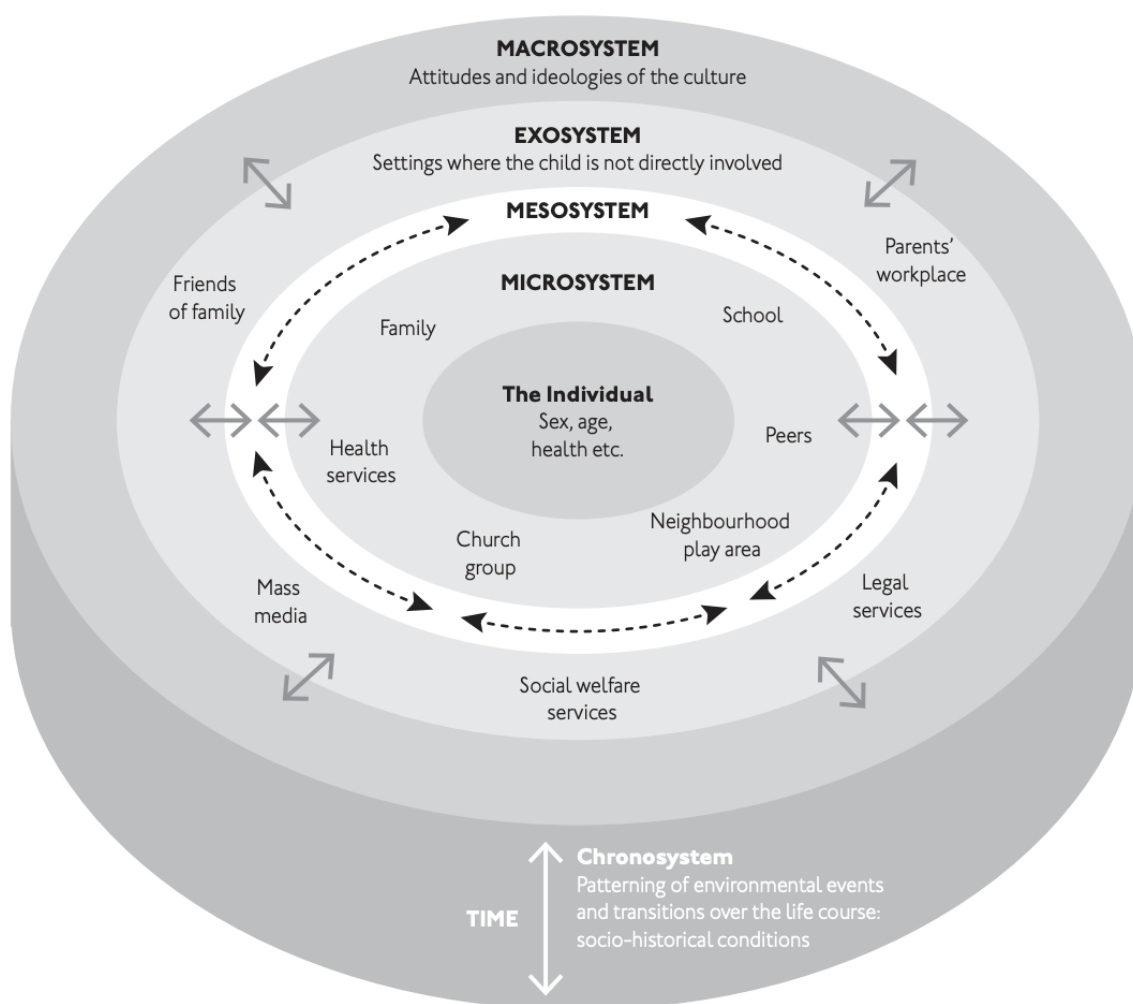 MACROSYSTEM
Attitudes and ideologies of the culture
EXOSYSTEM
Settings where the child is not directly involved
MESOSYSTEM
Parents’
workplace
Friends
of family
MICROSYSTEM
School
Family
The Individual
Sex, age,
health etc.
Peers
Health
services
Neighbourhood
play area
Church
group
Mass
media
Legal
services
Social welfare
services
Chronosystem
Patterning of environmental events
and transitions over the life course:
socio-historical conditions
TIME